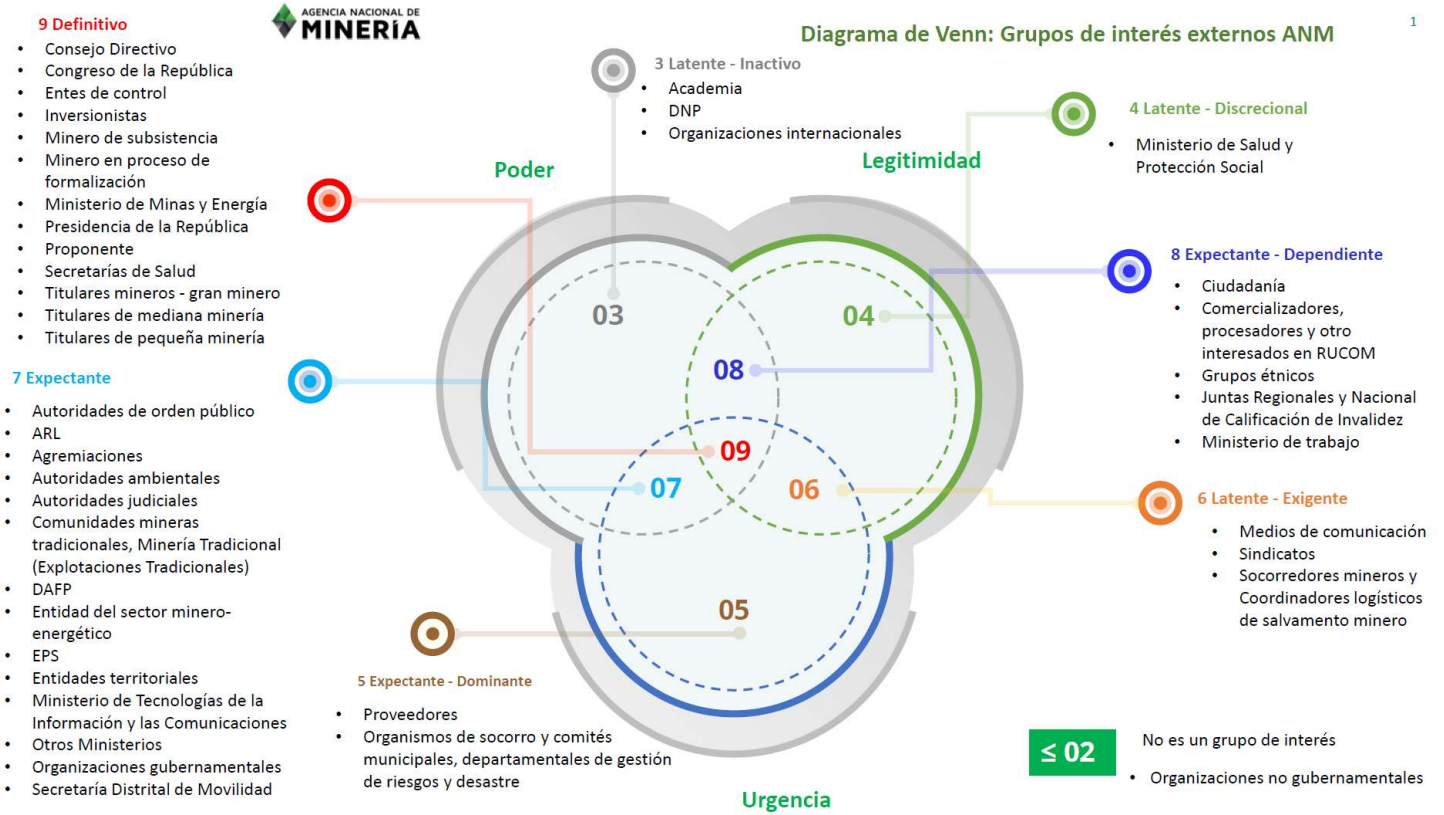 9 Definitivo
• Consejo Directivo
• Congreso de la República
• Entes de control
• Inversionistas
• Minero de subsistencia
• Minero en proceso de
formalización
• Ministerio de Minas y Energía
• Presidencia de la República
• Proponente
• Secretarías de Salud
• Titulares mineros - gran minero
• Titulares de mediana minería
• Titulares de pequeña minería
7 Expectante
• Autoridades de orden público
• ARL
• Agremiaciones
• Autoridades ambientales
• Autoridades judiciales
• Comunidades mineras
tradicionales, Minería Tradicional
(Explotaciones Tradicionales)
• DAFP
• Entidad del sector minero-
energético
• EPS
• Entidades territoriales
• Ministerio de Tecnologías de la
Información y las Comunicaciones
• Otros Ministerios
• Organizaciones gubernamentales
• Secretaría Distrital de Movilidad
AGENCIA NACIONAL DE
MINERÍA
Diagrama de Venn: Grupos de interés externos ANM
1
3 Latente - Inactivo
• Academia
• DNP
• Organizaciones internacionales
Poder
Legitimidad
4 Latente - Discrecional
• Ministerio de Salud y
Protección Social
8 Expectante - Dependiente
• Ciudadanía
• Comercializadores,
procesadores y otro
interesados en RUCOM
• Grupos étnicos
• Juntas Regionales y Nacional
de Calificación de Invalidez
• Ministerio de trabajo
03
04
08
09
07
06
05
6 Latente - Exigente
• Medios de comunicación
• Sindicatos
• Socorredores mineros y
Coordinadores logísticos
de salvamento minero
5 Expectante - Dominante
• Proveedores
• Organismos de socorro y comités
municipales, departamentales de gestión
de riesgos y desastre
Urgencia
≤ 02
No es un grupo de interés
• Organizaciones no gubernamentales